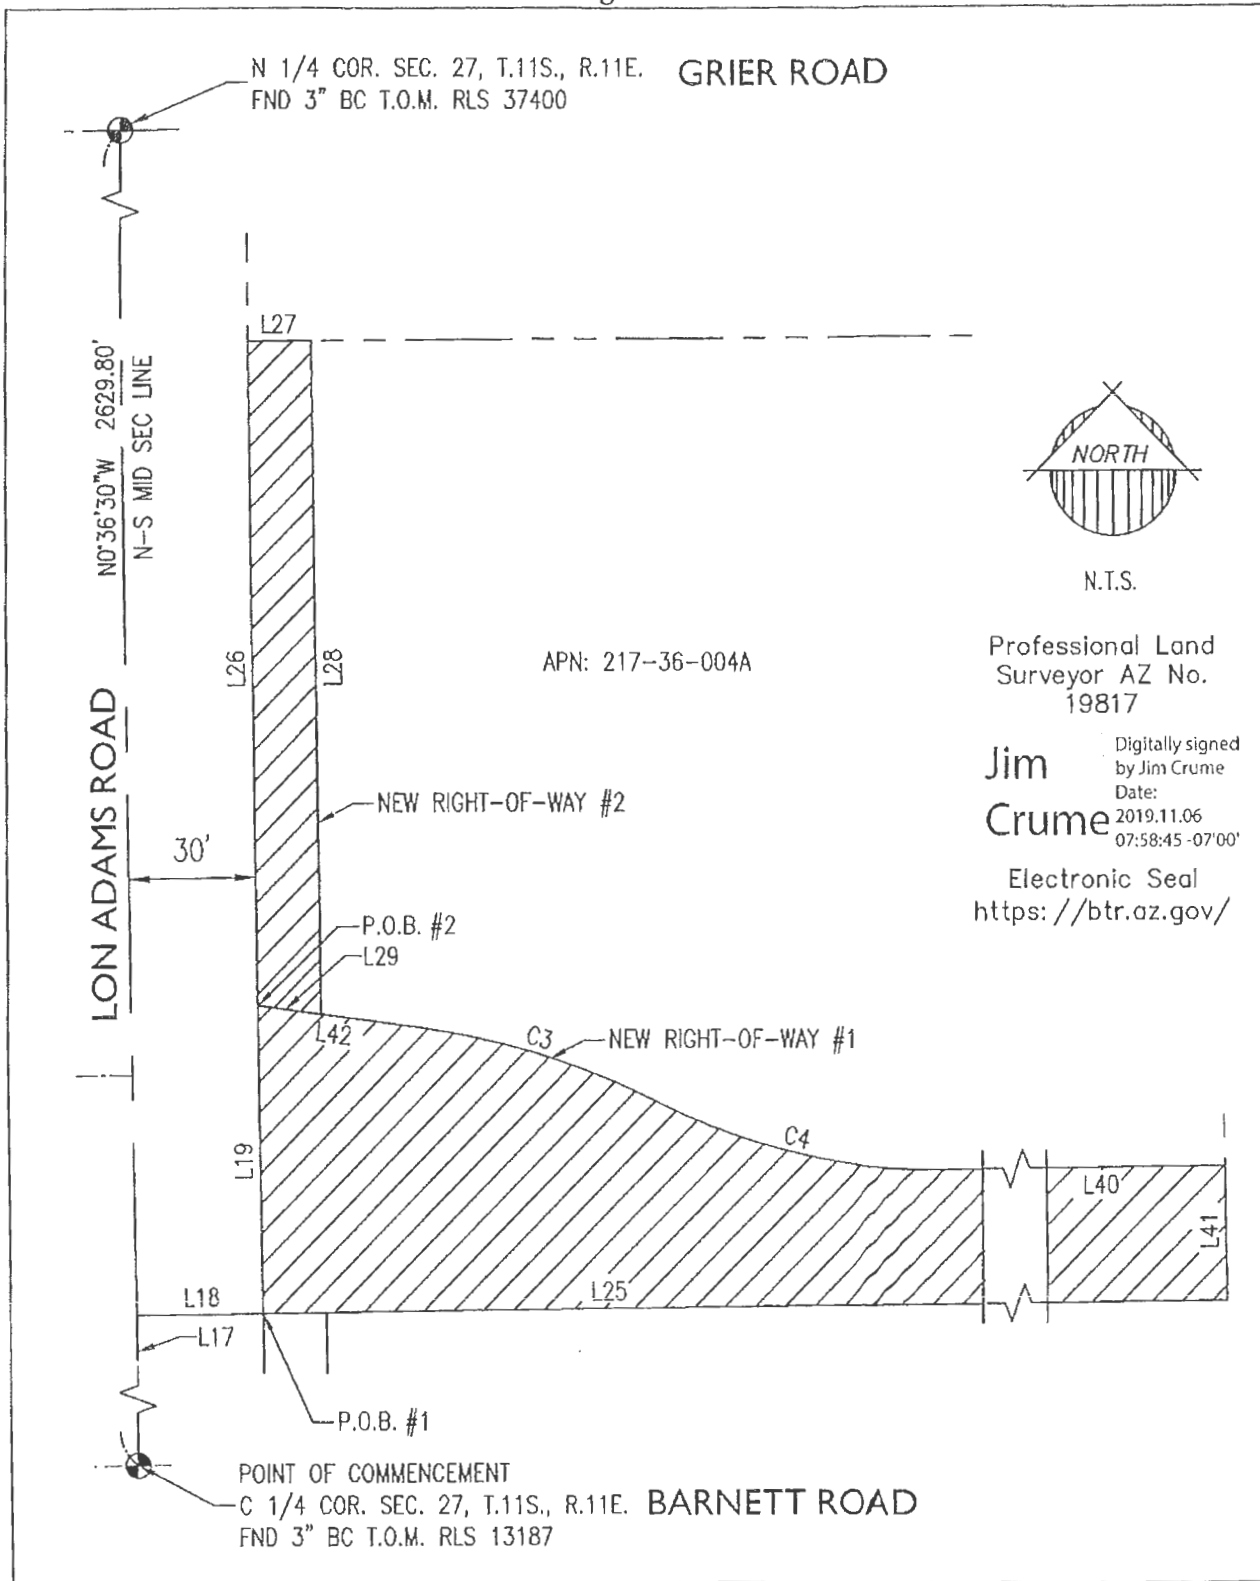 N 1/4 COR. SEC. 27, T.11S., R.11E.
FND 3" BC T.O.M. RLS 37400
GRIER ROAD
N0°36'30"W 2629.80'
N-S MID SEC LINE
L27
NORTH
N.T.S.
L26
L28
APN: 217-36-004A
Professional Land
Surveyor AZ No.
19817
Jim
Crume
Digitally signed
by Jim Crume
Date:
2019.11.06
07:58:45 -07'00'
Electronic Seal
https://btr.az.gov/
LON ADAMS ROAD
NEW RIGHT-OF-WAY #2
30'
P.O.B. #2
L29
L42
C3
NEW RIGHT-OF-WAY #1
C4
L19
L40
L41
L25
L18
L17
P.O.B. #1
POINT OF COMMENCEMENT
C 1/4 COR. SEC. 27, T.11S., R.11E.
FND 3" BC T.O.M. RLS 13187
BARNETT ROAD